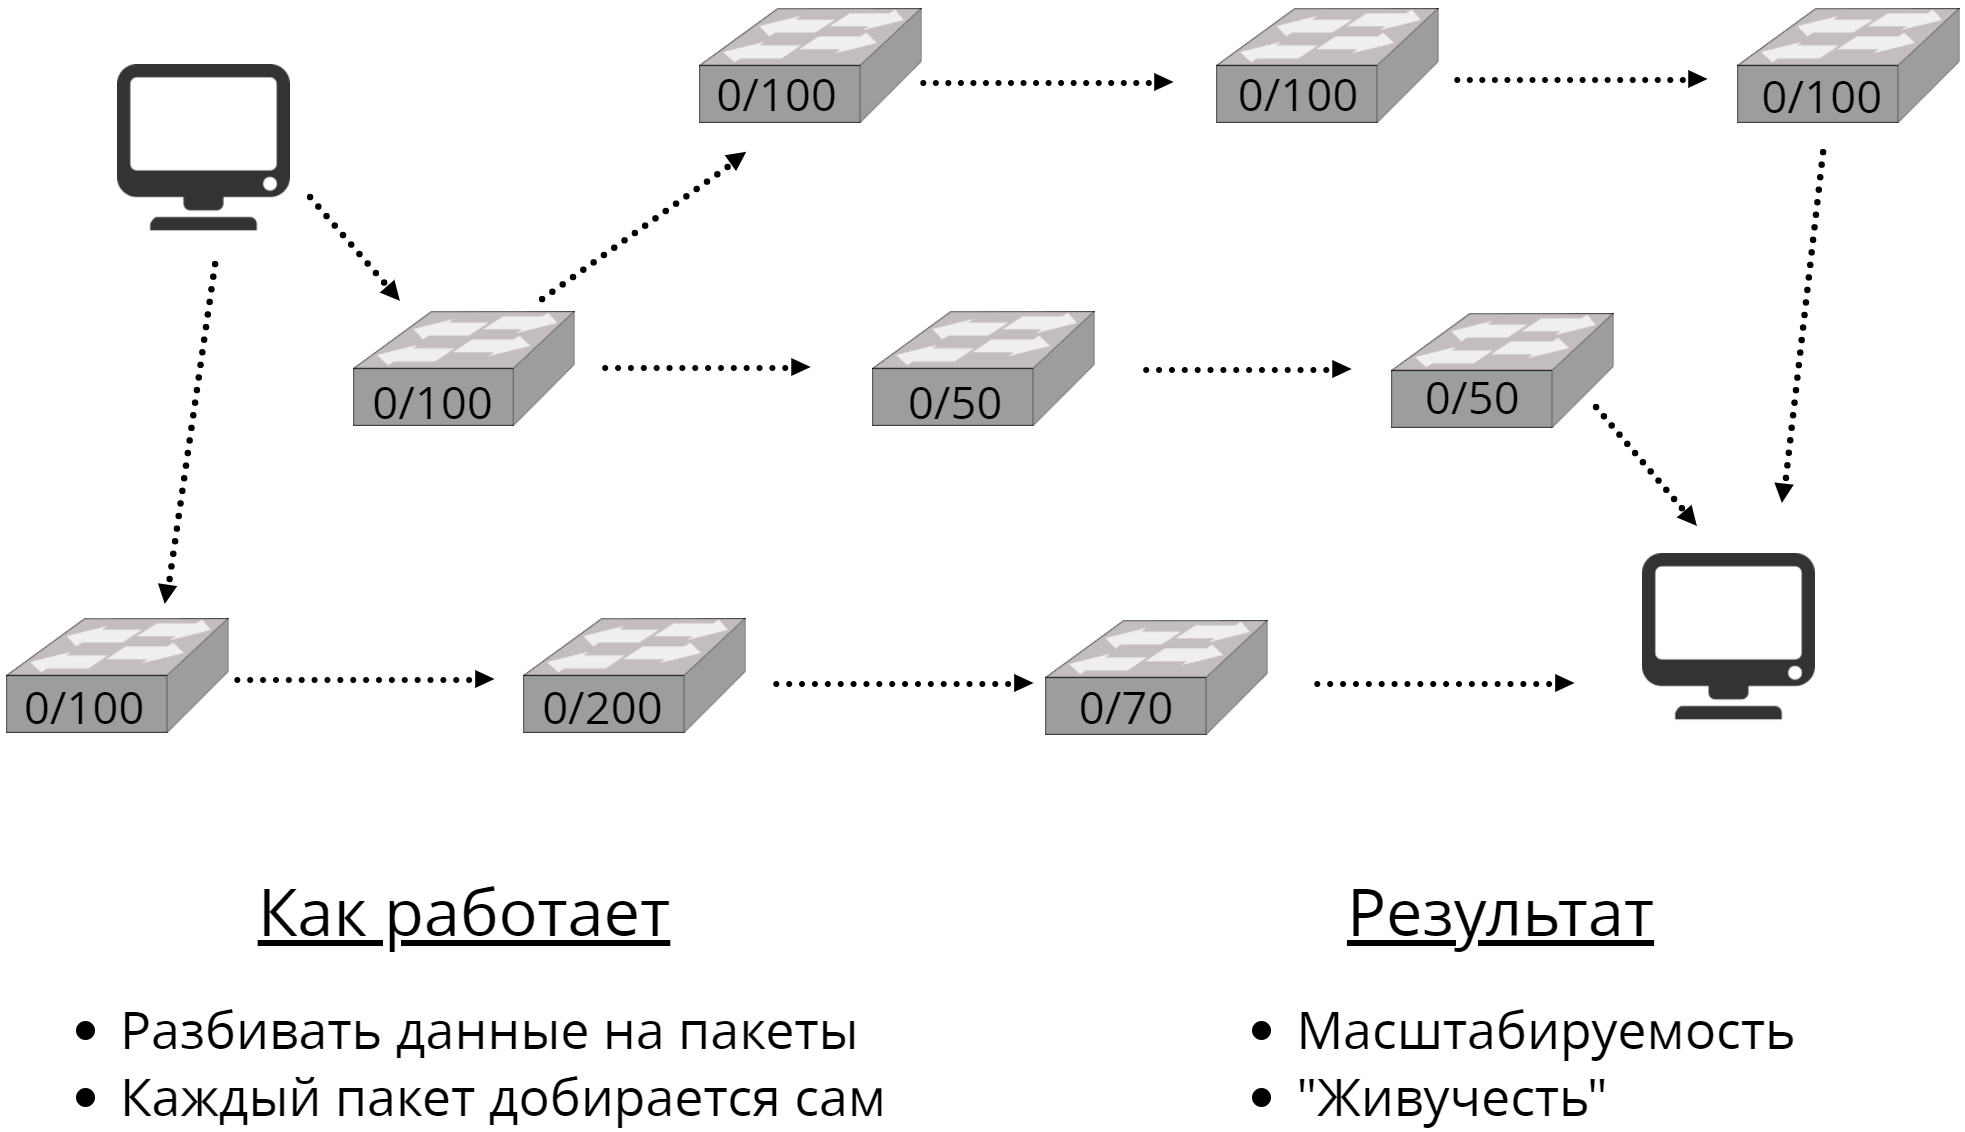 0/100
0/100
0/100
0/100
0/50
0/50
0/100
0/200
0/70
Как работает
• Разбивать данные на пакеты
• Каждый пакет добирается сам
Результат
• Масштабируемость
• "Живучесть"